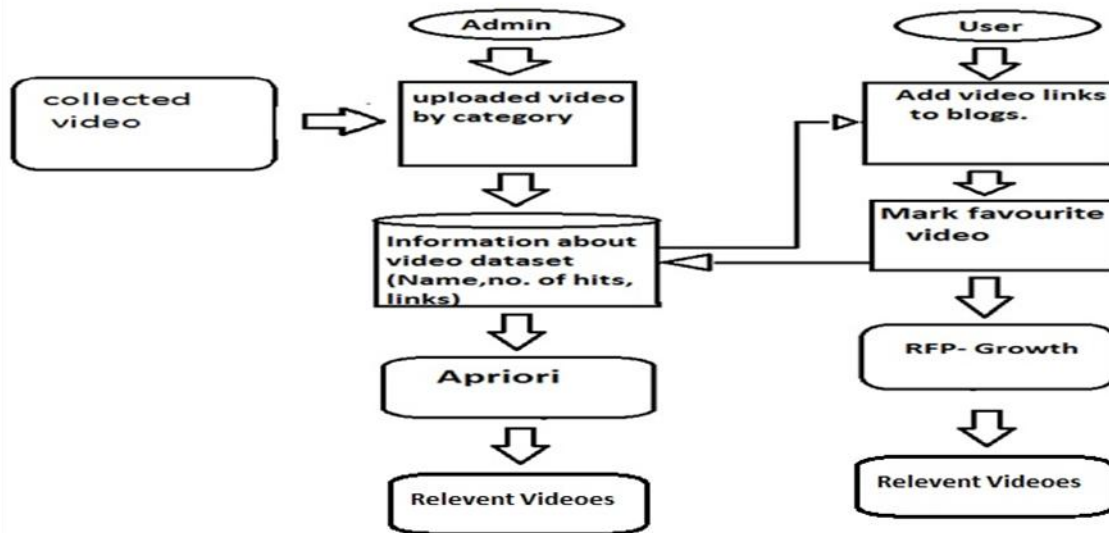 Admin
collected
video
uploaded video
by category
Information about
video dataset
(Name,no. of hits,
links)
Apriori
Relevent Videoes
User
Add video links
to blogs.
Mark favourite
video
RFP- Growth
Relevent Videoes